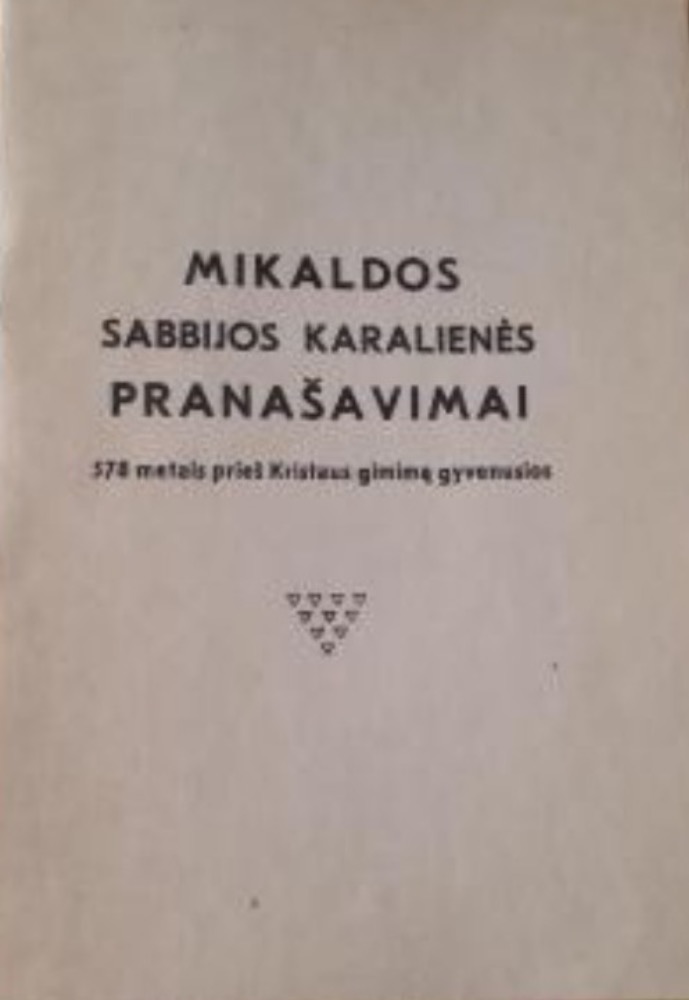 MIKALDOS
SABBIJOS KARALIENĖS
PRANAŠAVIMAI
578 metais prieš Kristaus gimimą gyvenusios